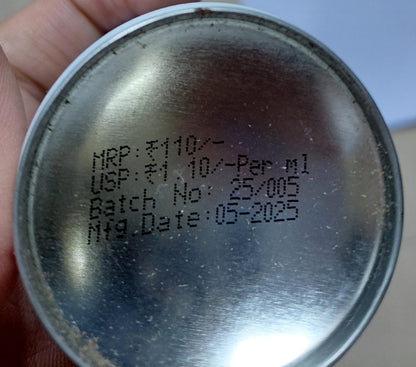 MRP:₹110/-
USP:₹1 10/-Per ml
Batch No: 25/005
Mfg.Date:05-2025